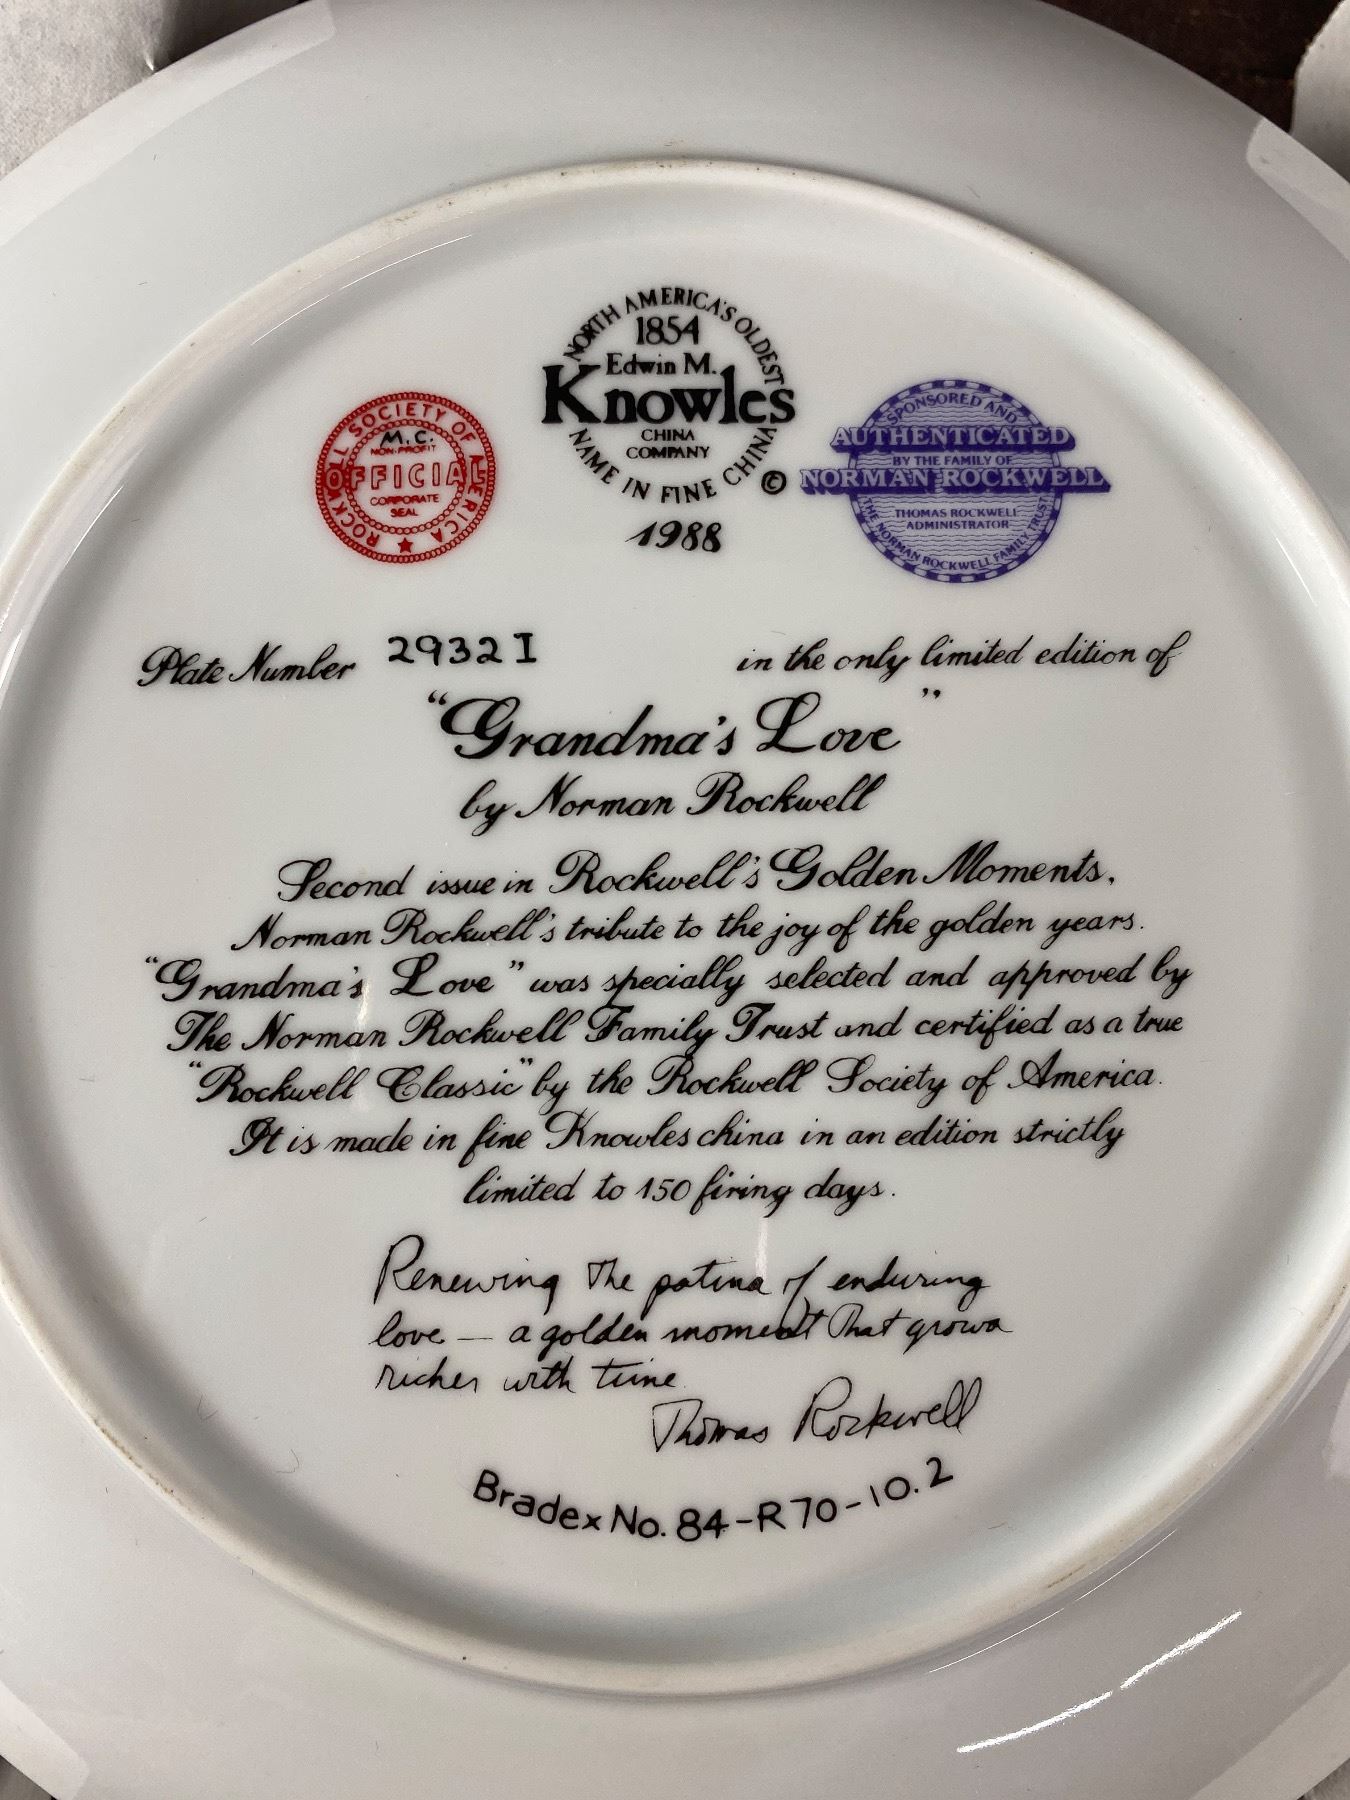 NORTH AMERICA'S OLDEST
1854
Edwin M.
Knowles
CHINA
COMPANY
NAME IN FINE CHINA
©
1988
ROCKWELL SOCIETY OF AMERICA
M.C.
NON-PROFIT
OFFICIAL
CORPORATE
SEAL
SPONSORED AND
AUTHENTICATED
BY THE FAMILY OF
NORMAN ROCKWELL
THOMAS ROCKWELL
ADMINISTRATOR
THE NORMAN ROCKWELL FAMILY TRUST
Plate Number 2932I in the only limited edition of
"Grandma's Love"
by Norman Rockwell
Second issue in Rockwell's Golden Moments,
Norman Rockwell's tribute to the joy of the golden years.
"Grandma's Love" was specially selected and approved by
The Norman Rockwell Family Trust and certified as a true
"Rockwell Classic" by the Rockwell Society of America.
It is made in fine Knowles china in an edition strictly
limited to 150 firing days.
Renewing the patina of enduring
love — a golden moment that grows
richer with time.
Thomas Rockwell
Bradex No. 84-R70-10.2